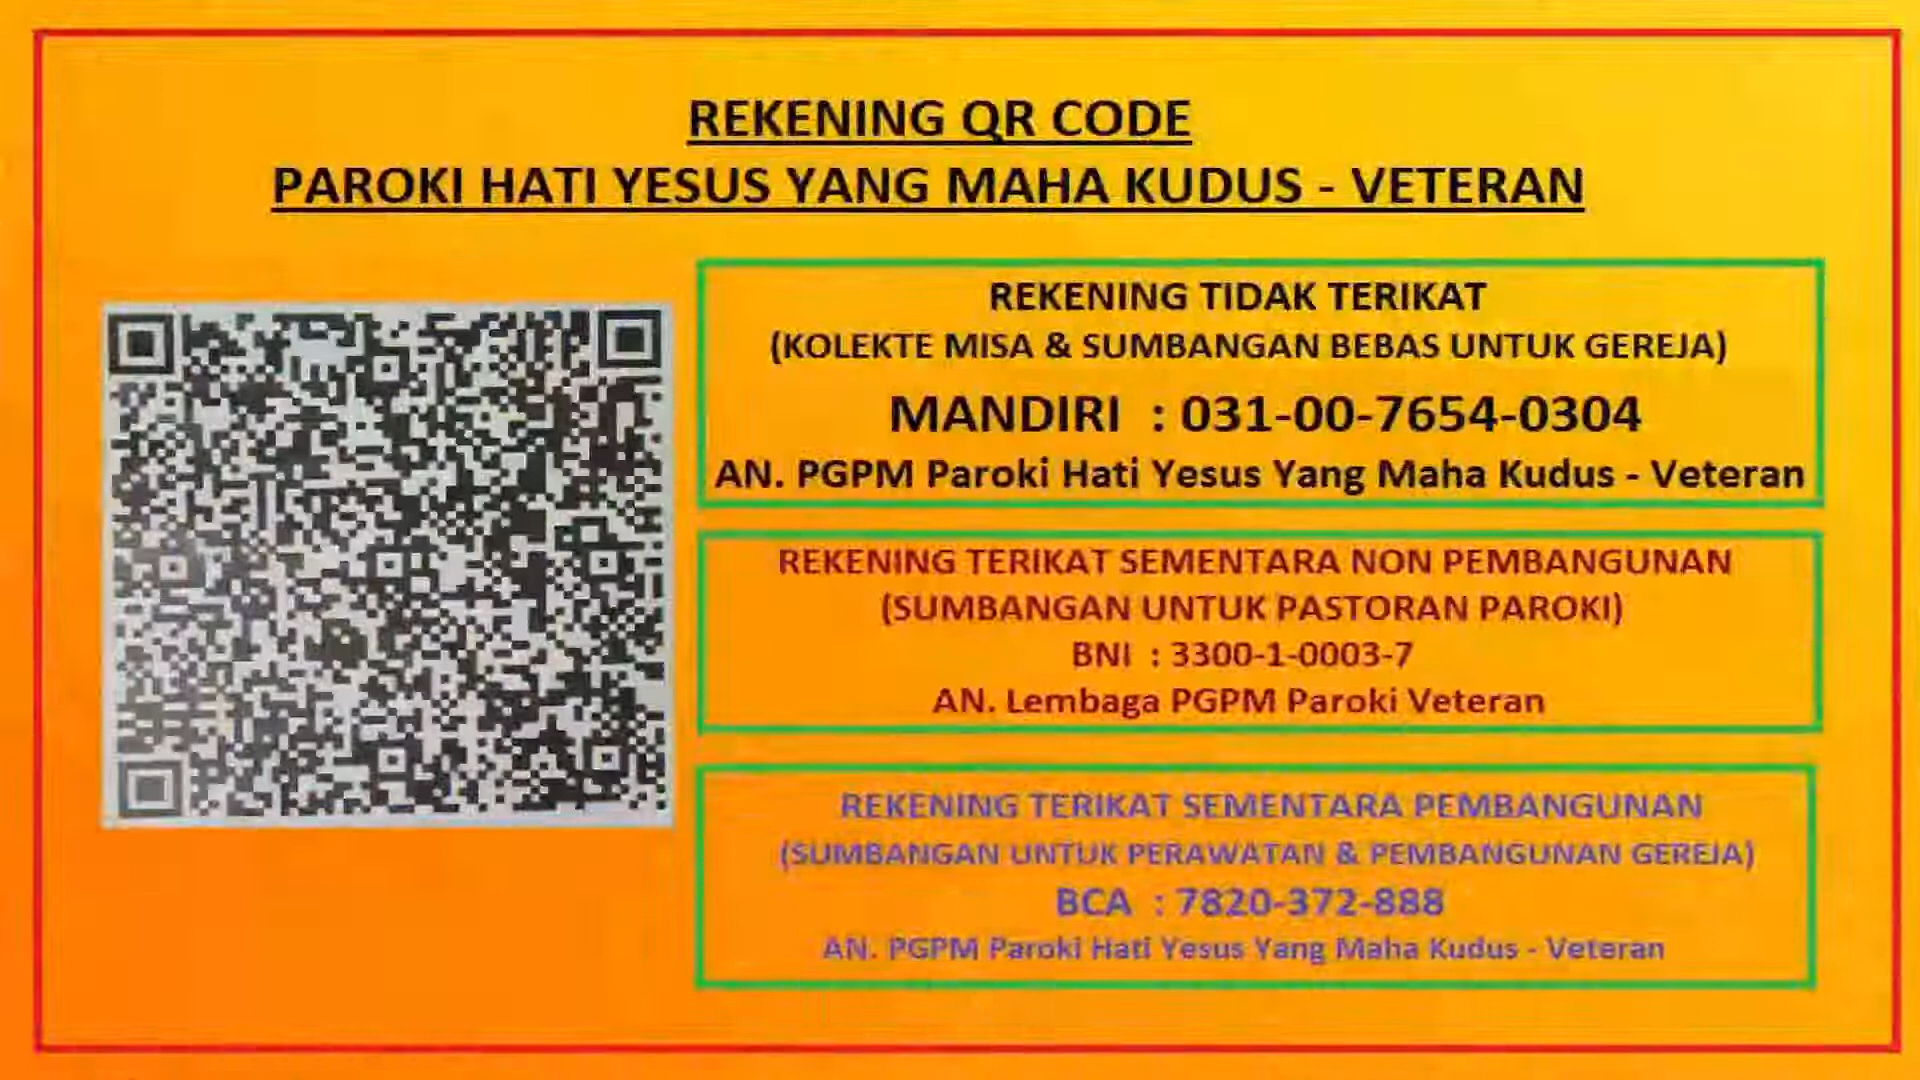 REKENING QR CODE
PAROKI HATI YESUS YANG MAHA KUDUS - VETERAN
REKENING TIDAK TERIKAT
(KOLEKTE MISA & SUMBANGAN BEBAS UNTUK GEREJA)
MANDIRI : 031-00-7654-0304
AN. PGPM Paroki Hati Yesus Yang Maha Kudus - Veteran
REKENING TERIKAT SEMENTARA NON PEMBANGUNAN
(SUMBANGAN UNTUK PASTORAN PAROKI)
BNI : 3300-1-0003-7
AN. Lembaga PGPM Paroki Veteran
REKENING TERIKAT SEMENTARA PEMBANGUNAN
(SUMBANGAN UNTUK PERAWATAN & PEMBANGUNAN GEREJA)
BCA : 7820-372-888
AN. PGPM Paroki Hati Yesus Yang Maha Kudus - Veteran